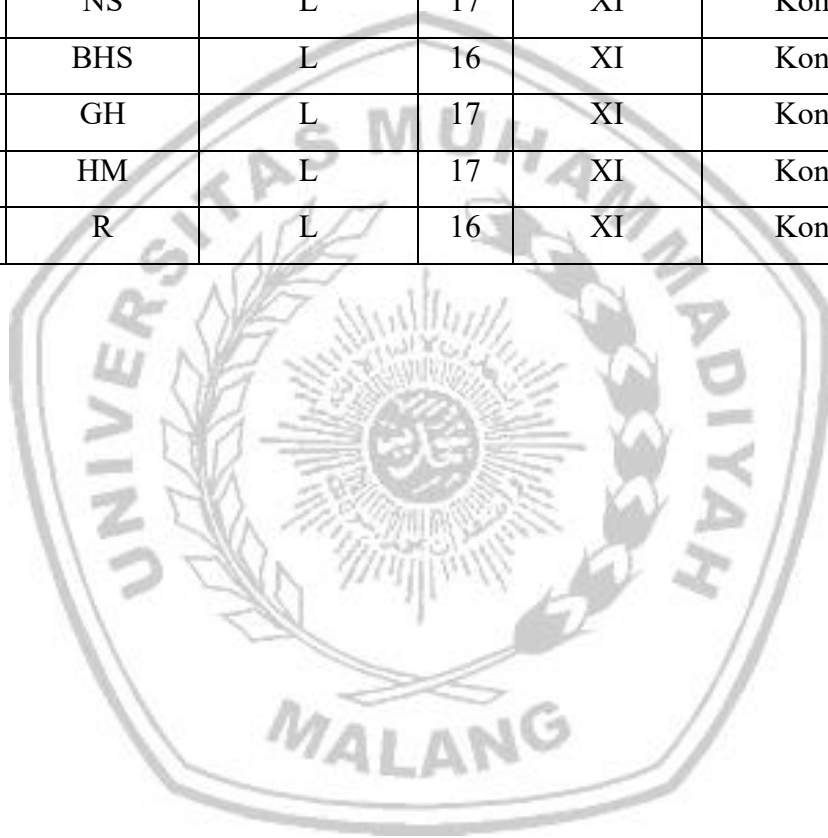 NS L 17 XI Kon
BHS L 16 XI Kon
GH L 17 XI Kon
HM L 17 XI Kon
R L 16 XI Kon
UNIVERSITAS MUHAMMADIYAH
MALANG